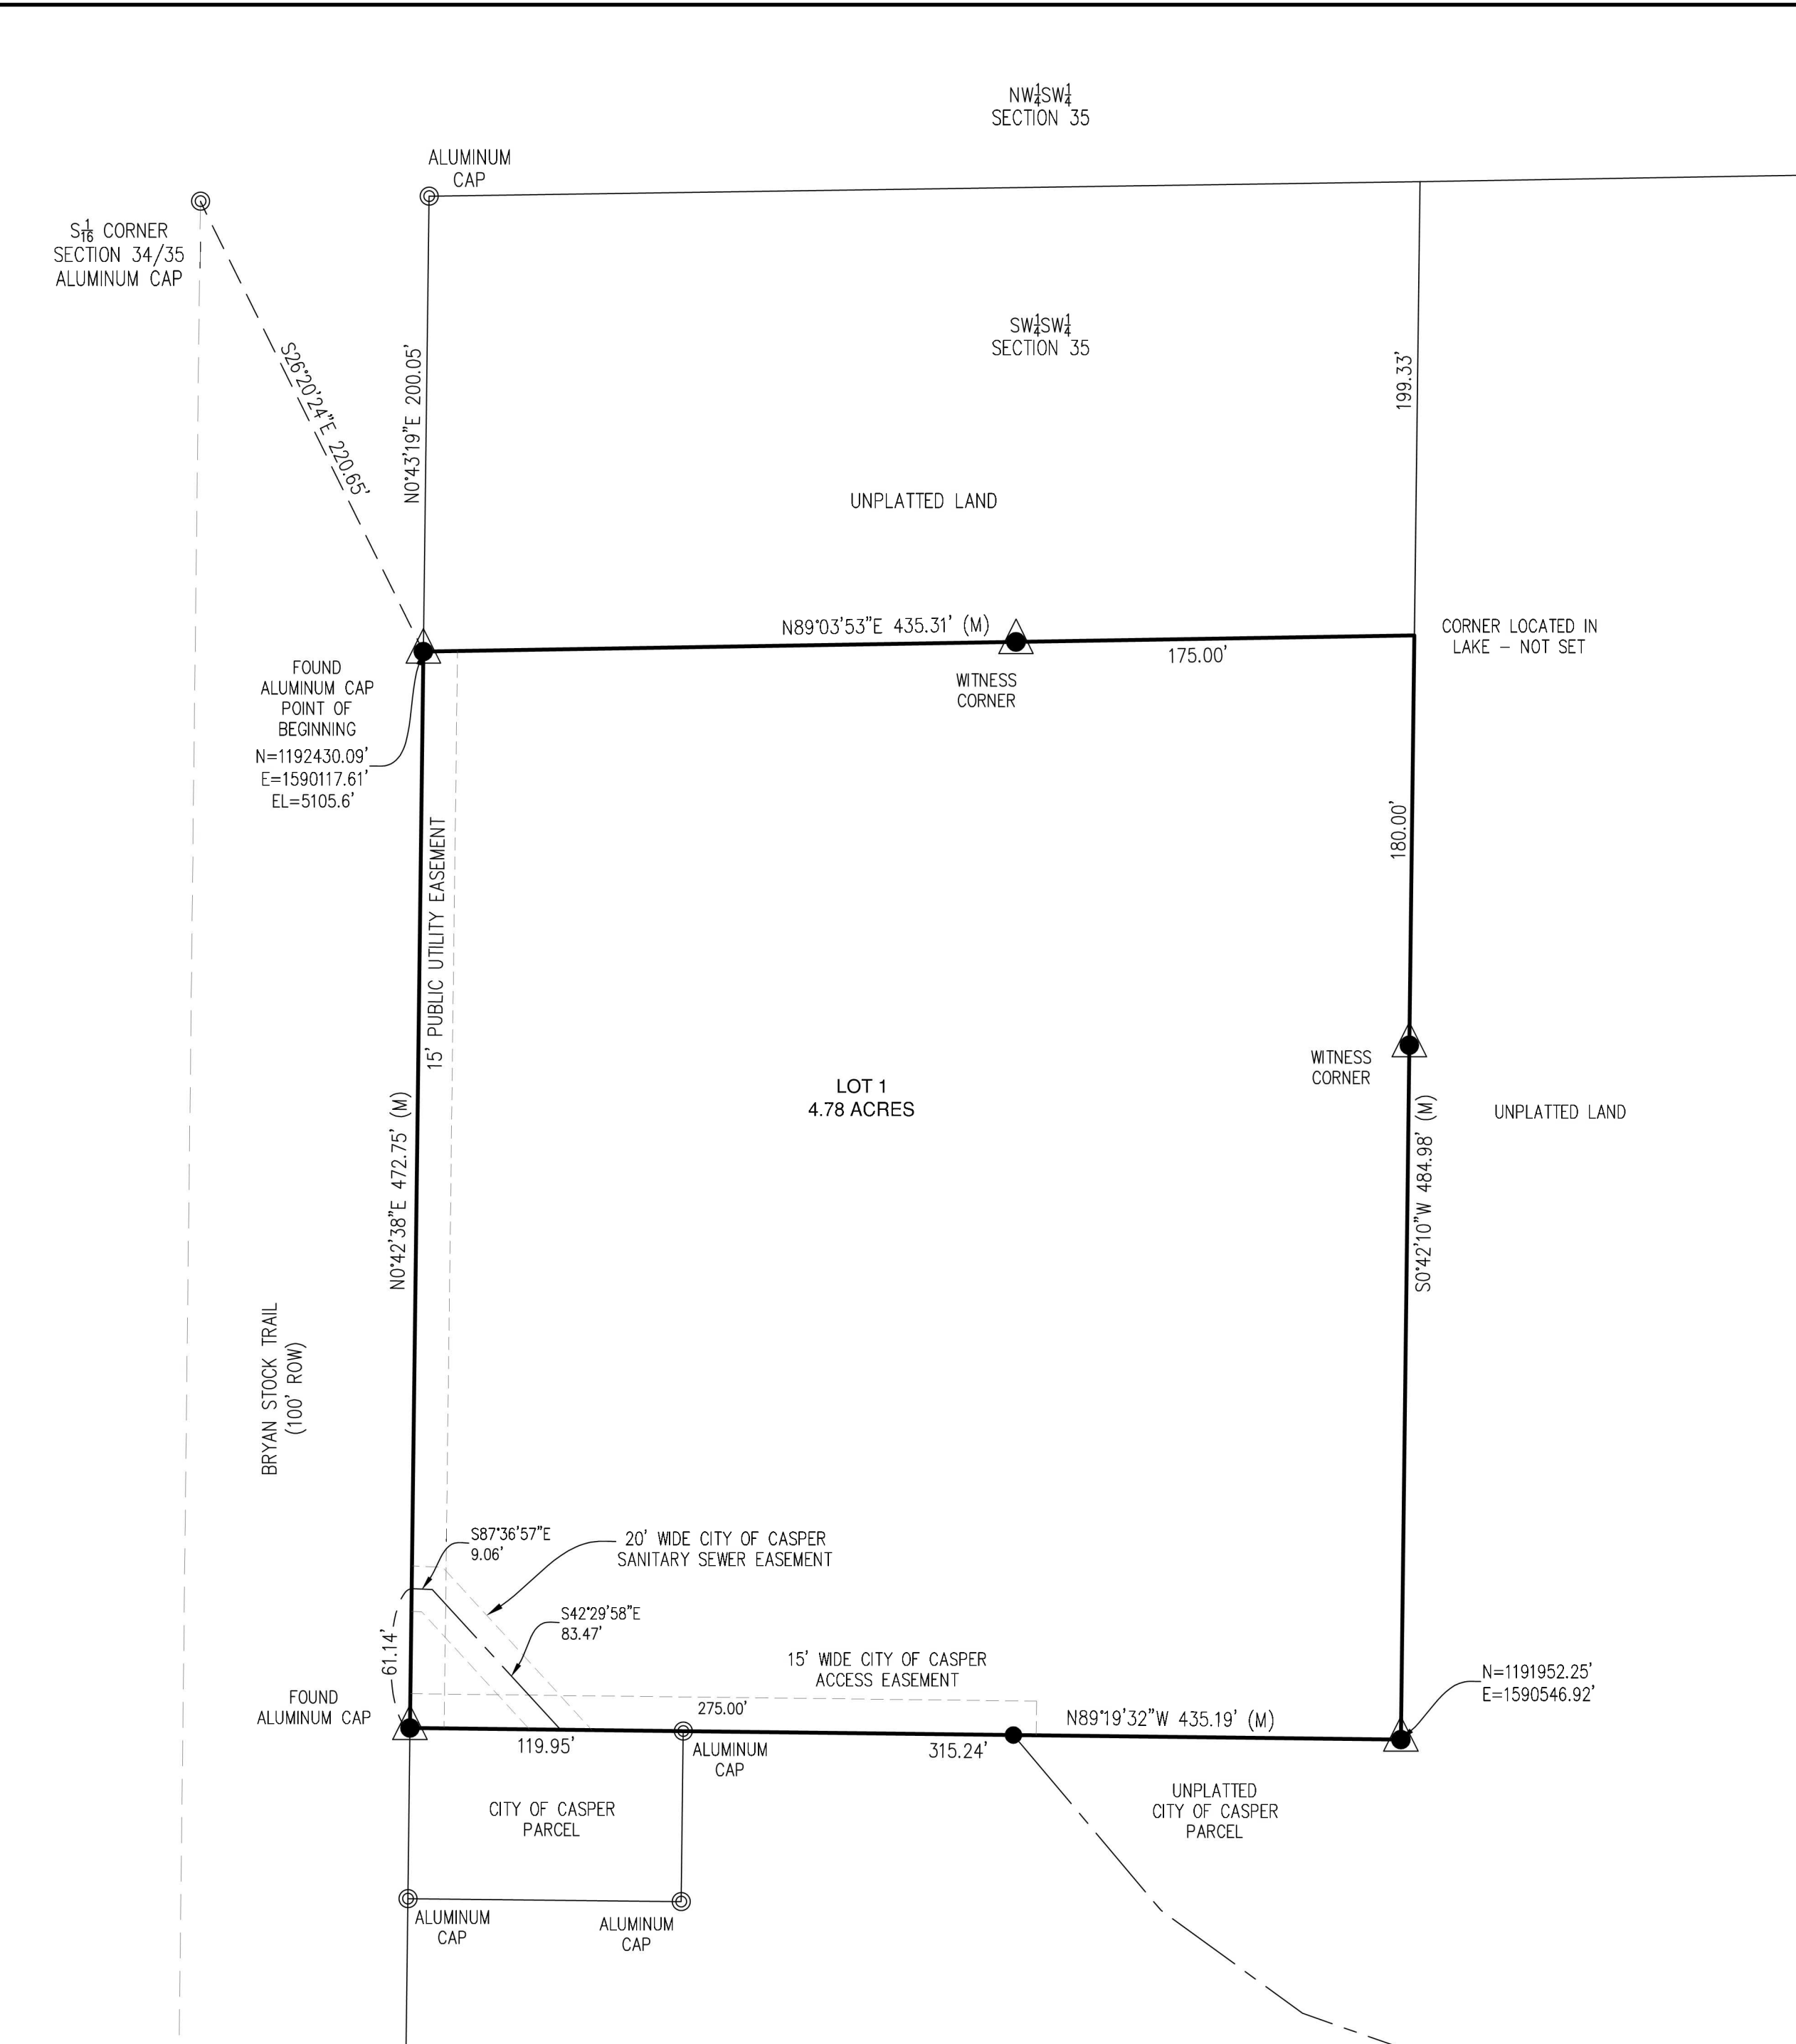 NW¼SW¼
SECTION 35
ALUMINUM
CAP
S1/16 CORNER
SECTION 34/35
ALUMINUM CAP
S26°20'24"E 220.65'
N0°43'19"E 200.05'
SW¼SW¼
SECTION 35
199.33'
UNPLATTED LAND
N89°03'53"E 435.31' (M)
175.00'
CORNER LOCATED IN
LAKE – NOT SET
WITNESS
CORNER
FOUND
ALUMINUM CAP
POINT OF
BEGINNING
N=1192430.09'
E=1590117.61'
EL=5105.6'
15' PUBLIC UTILITY EASEMENT
180.00'
WITNESS
CORNER
LOT 1
4.78 ACRES
UNPLATTED LAND
N0°42'38"E 472.75' (M)
S0°42'10"W 484.98' (M)
BRYAN STOCK TRAIL
(100' ROW)
S87°36'57"E
9.06'
20' WIDE CITY OF CASPER
SANITARY SEWER EASEMENT
S42°29'58"E
83.47'
61.14'
15' WIDE CITY OF CASPER
ACCESS EASEMENT
FOUND
ALUMINUM CAP
275.00'
N89°19'32"W 435.19' (M)
N=1191952.25'
E=1590546.92'
119.95'
ALUMINUM
CAP
315.24'
CITY OF CASPER
PARCEL
UNPLATTED
CITY OF CASPER
PARCEL
ALUMINUM
CAP
ALUMINUM
CAP